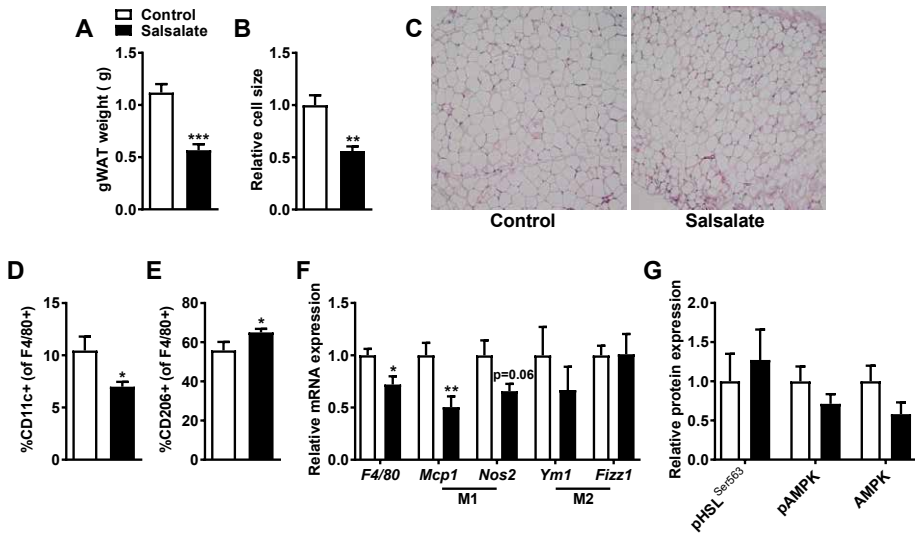 Control
Salsalate
A
gWAT weight ( g)
1.5
1.0
0.5
0.0
***
B
Relative cell size
1.5
1.0
0.5
0.0
**
C
Control
Salsalate
D
%CD11c+ (of F4/80+)
15
10
5
0
*
E
%CD206+ (of F4/80+)
80
60
40
20
0
*
F
Relative mRNA expression
1.5
1.0
0.5
0.0
*
**
p=0.06
F4/80 Mcp1 Nos2 Ym1 Fizz1
M1 M2
G
Relative protein expression
2.0
1.5
1.0
0.5
0.0
pHSL Ser563
pAMPK
AMPK